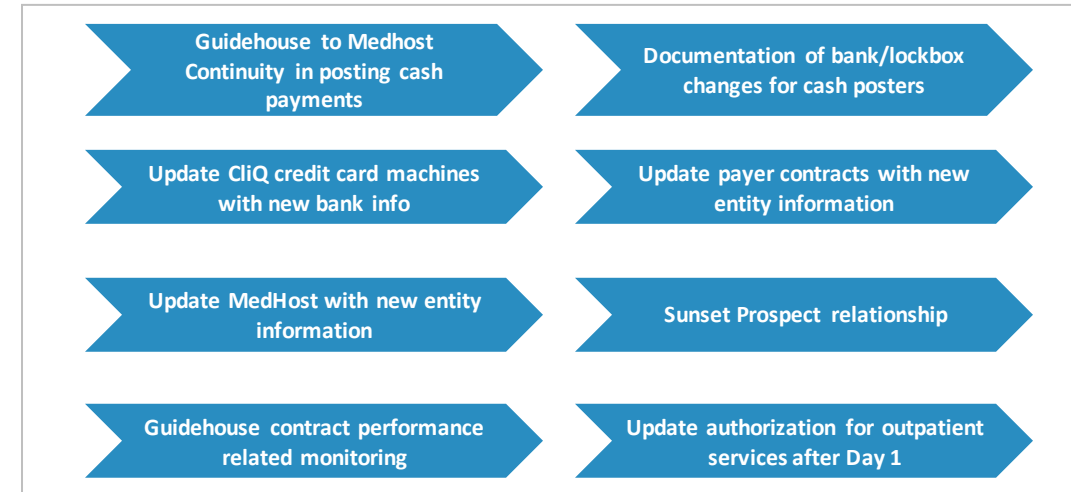 Guidehouse to Medhost
Continuity in posting cash
payments
Documentation of bank/lockbox
changes for cash posters
Update CliQ credit card machines
with new bank info
Update payer contracts with new
entity information
Update MedHost with new entity
information
Sunset Prospect relationship
Guidehouse contract performance
related monitoring
Update authorization for outpatient
services after Day 1